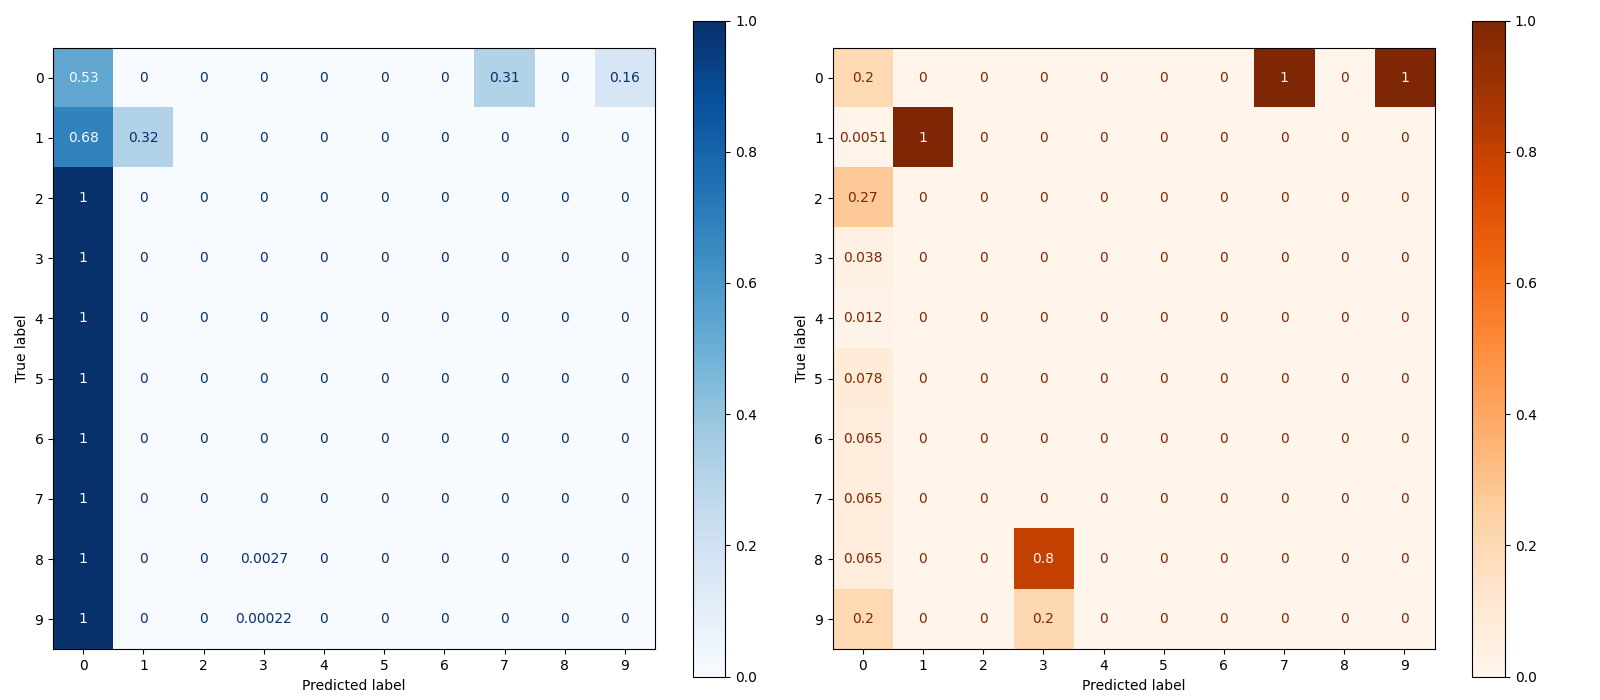 1.0
0 0.53 0 0 0 0 0 0 0.31 0 0.16
1 0.68 0.32 0 0 0 0 0 0 0 0
0.8
2 1 0 0 0 0 0 0 0 0 0
3 1 0 0 0 0 0 0 0 0 0
0.6
4 1 0 0 0 0 0 0 0 0 0
True label
5 1 0 0 0 0 0 0 0 0 0
0.4
6 1 0 0 0 0 0 0 0 0 0
7 1 0 0 0 0 0 0 0 0 0
0.2
8 1 0 0 0.0027 0 0 0 0 0 0
9 1 0 0 0.00022 0 0 0 0 0 0
0 1 2 3 4 5 6 7 8 9
0.0
Predicted label
1.0
0 0.2 0 0 0 0 0 0 1 0 1
1 0.0051 1 0 0 0 0 0 0 0 0
0.8
2 0.27 0 0 0 0 0 0 0 0 0
3 0.038 0 0 0 0 0 0 0 0 0
0.6
4 0.012 0 0 0 0 0 0 0 0 0
True label
5 0.078 0 0 0 0 0 0 0 0 0
0.4
6 0.065 0 0 0 0 0 0 0 0 0
7 0.065 0 0 0 0 0 0 0 0 0
0.2
8 0.065 0 0 0.8 0 0 0 0 0 0
9 0.2 0 0 0.2 0 0 0 0 0 0
0 1 2 3 4 5 6 7 8 9
0.0
Predicted label